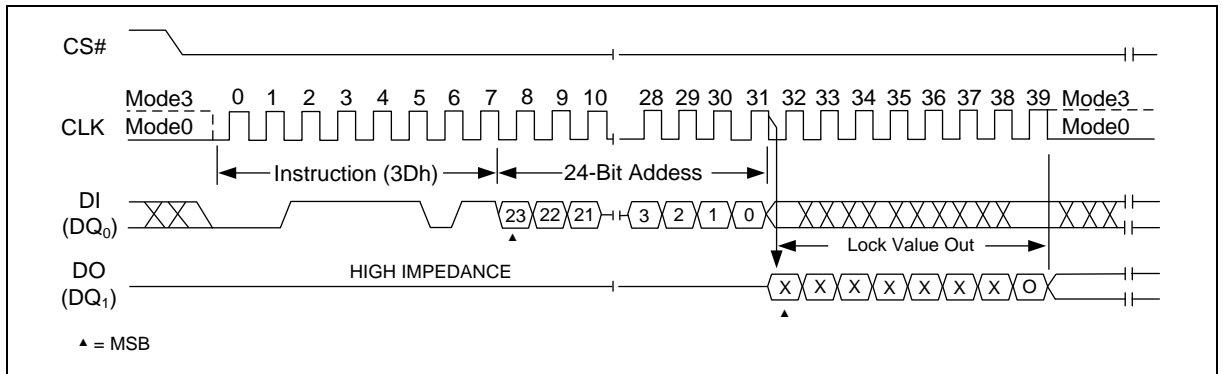 CS#
Mode3 0 1 2 3 4 5 6 7 8 9 10 28 29 30 31 32 33 34 35 36 37 38 39 Mode3
CLK Mode0 Mode0
Instruction (3Dh) 24-Bit Addess
DI
(DQ0) 23 22 21 3 2 1 0
Lock Value Out
DO HIGH IMPEDANCE
(DQ1) X X X X X X X O
▲ = MSB